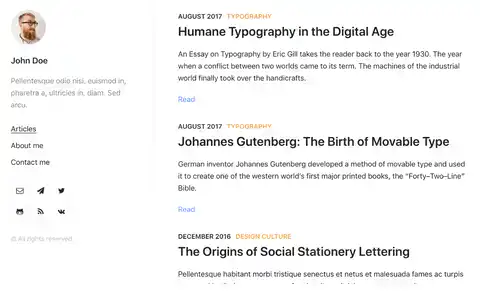 John Doe
Pellentesque odio nisi, euismod in,
pharetra a, ultricies in, diam. Sed
arcu.
Articles
About me
Contact me
© All rights reserved.
AUGUST 2017 TYPOGRAPHY
Humane Typography in the Digital Age
An Essay on Typography by Eric Gill takes the reader back to the year 1930. The year
when a conflict between two worlds came to its term. The machines of the industrial
world finally took over the handicrafts.
Read
AUGUST 2017 TYPOGRAPHY
Johannes Gutenberg: The Birth of Movable Type
German inventor Johannes Gutenberg developed a method of movable type and used
it to create one of the western world's first major printed books, the “Forty–Two–Line”
Bible.
Read
DECEMBER 2016 DESIGN CULTURE
The Origins of Social Stationery Lettering
Pellentesque habitant morbi tristique senectus et netus et malesuada fames ac turpis